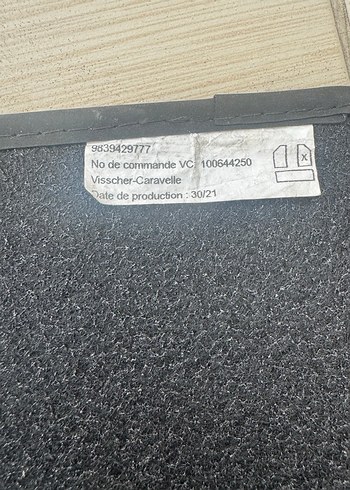 9839429777
No de commande VC 100644250
Visscher-Caravelle
Date de production : 30/21
X